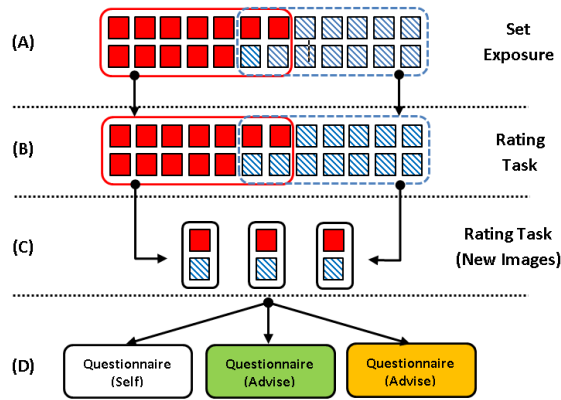 (A)
Set
Exposure
(B)
Rating
Task
(C)
Rating Task
(New Images)
(D)
Questionnaire
(Self)
Questionnaire
(Advise)
Questionnaire
(Advise)